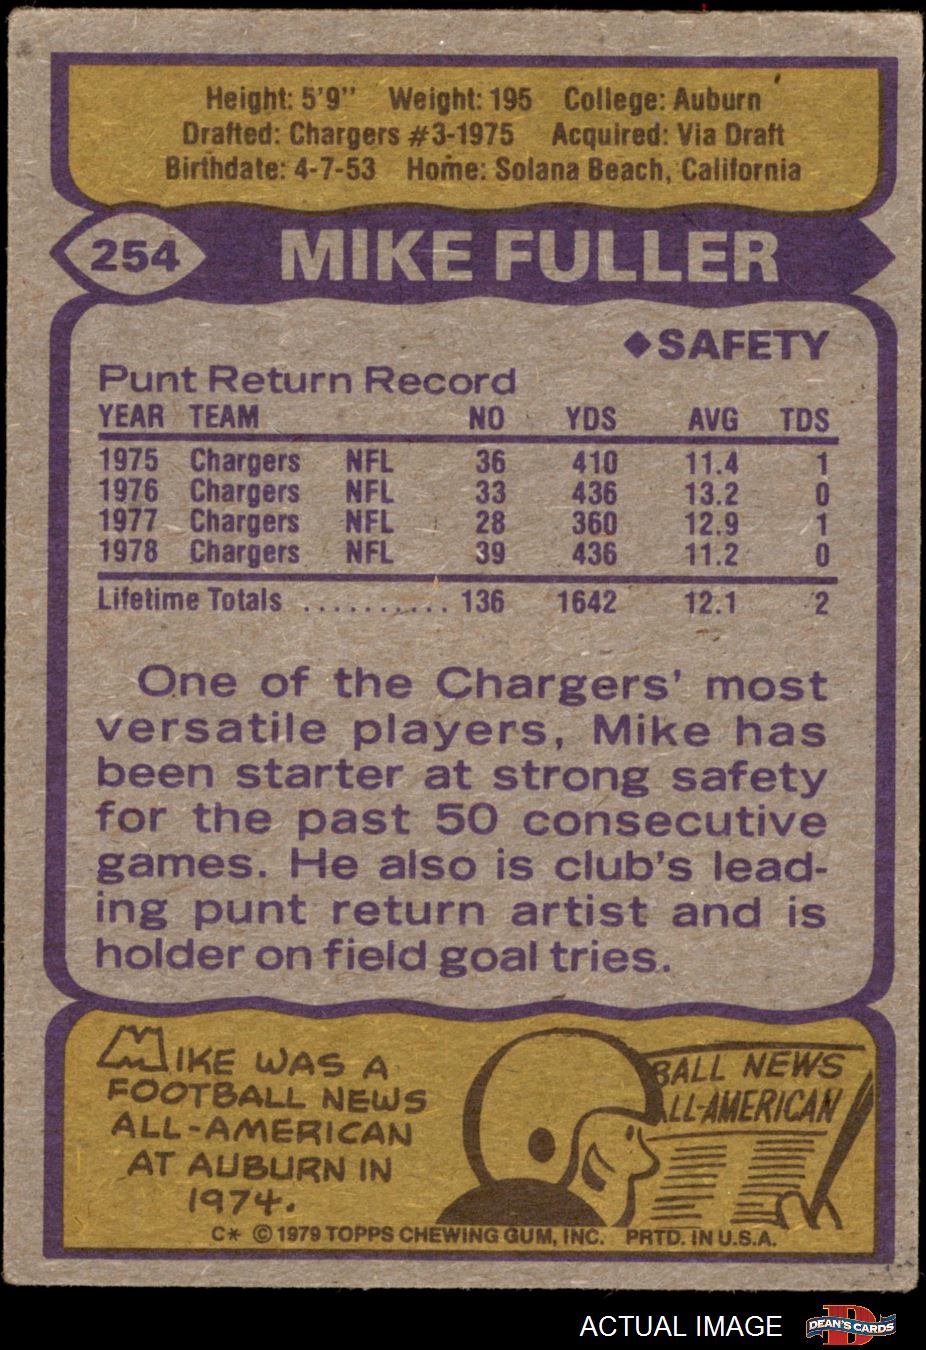 Height: 5'9" Weight: 195 College: Auburn
Drafted: Chargers #3-1975 Acquired: Via Draft
Birthdate: 4-7-53 Home: Solana Beach, California
254 MIKE FULLER
◆SAFETY
Punt Return Record
YEAR TEAM NO YDS AVG TDS
1975 Chargers NFL 36 410 11.4 1
1976 Chargers NFL 33 436 13.2 0
1977 Chargers NFL 28 360 12.9 1
1978 Chargers NFL 39 436 11.2 0
Lifetime Totals .......... 136 1642 12.1 2
One of the Chargers' most
versatile players, Mike has
been starter at strong safety
for the past 50 consecutive
games. He also is club's lead-
ing punt return artist and is
holder on field goal tries.
MIKE WAS A
FOOTBALL NEWS
ALL-AMERICAN
AT AUBURN IN
1974.
BALL NEWS
ALL-AMERICAN
C* © 1979 TOPPS CHEWING GUM, INC. PRTD. IN U.S.A.
ACTUAL IMAGE
DEAN'S CARDS